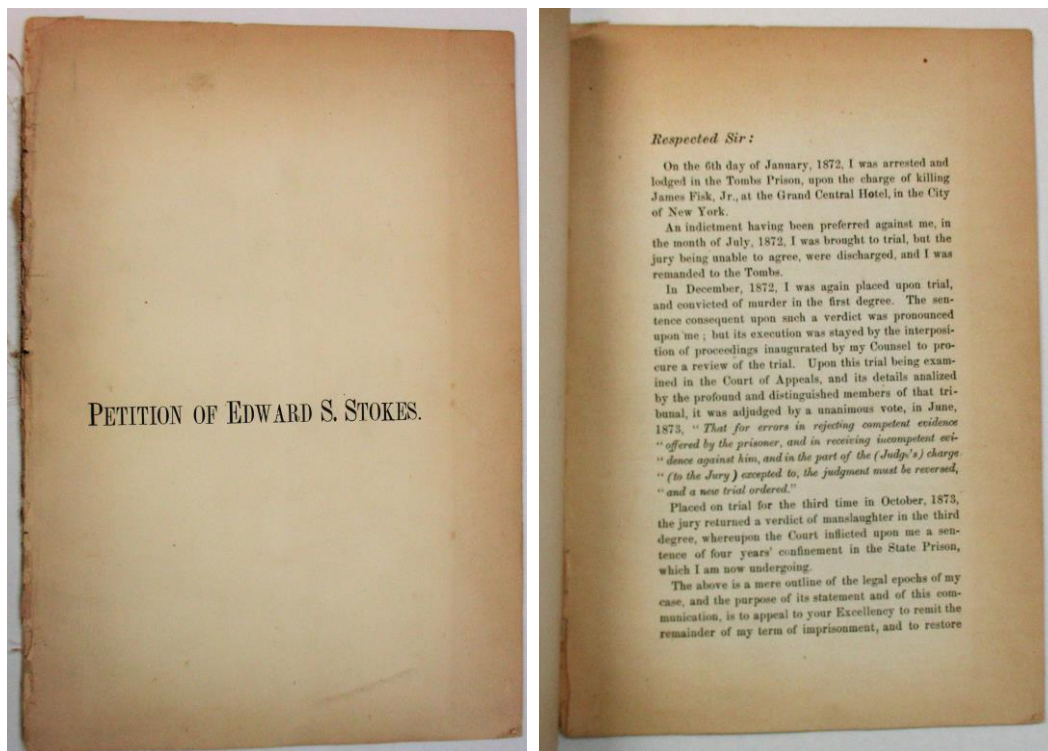 PETITION OF EDWARD S. STOKES.
Respected Sir:
On the 6th day of January, 1872, I was arrested and
lodged in the Tombs Prison, upon the charge of killing
James Fisk, Jr., at the Grand Central Hotel, in the City
of New York.
An indictment having been preferred against me, in
the month of July, 1872, I was brought to trial, but the
jury being unable to agree, were discharged, and I was
remanded to the Tombs.
In December, 1872, I was again placed upon trial,
and convicted of murder in the first degree. The sen-
tence consequent upon such a verdict was pronounced
upon me; but its execution was stayed by the interposi-
tion of proceedings inaugurated by my Counsel to pro-
cure a review of the trial. Upon this trial being exam-
ined in the Court of Appeals, and its details analized
by the profound and distinguished members of that tri-
bunal, it was adjudged by a unanimous vote, in June,
1873, "That for errors in rejecting competent evidence
"offered by the prisoner, and in receiving incompetent evi-
"dence against him, and in the part of the (Judge's) charge
"(to the Jury) excepted to, the judgment must be reversed,
"and a new trial ordered."
Placed on trial for the third time in October, 1873,
the jury returned a verdict of manslaughter in the third
degree, whereupon the Court inflicted upon me a sen-
tence of four years' confinement in the State Prison,
which I am now undergoing.
The above is a mere outline of the legal epochs of my
case, and the purpose of its statement and of this com-
munication, is to appeal to your Excellency to remit the
remainder of my term of imprisonment, and to restore